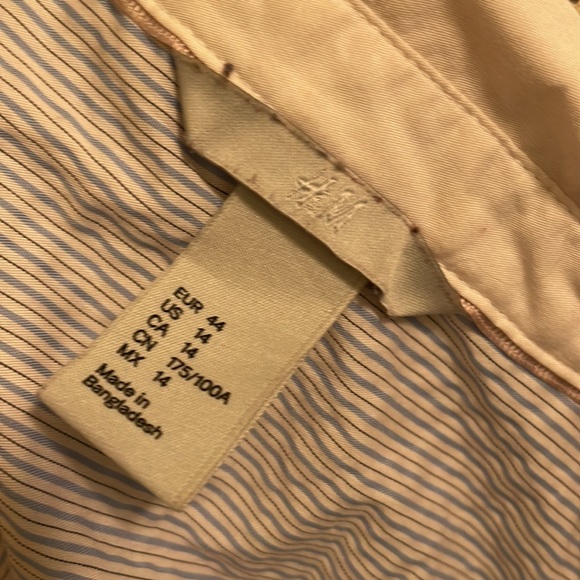 H&M
EUR 44
US 14
CA 14
CN 175/100A
MX 14
Made in
Bangladesh